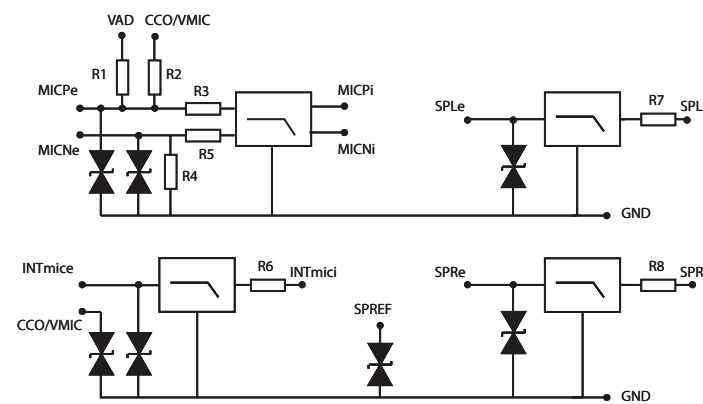 VAD CCO/VMIC
R1 R2
MICPe R3 MICPi
MICNe R5 MICNi
R4
SPLe R7 SPL
GND
INTmice R6 INTmici
CCO/VMIC
SPREF
SPRe R8 SPR
GND